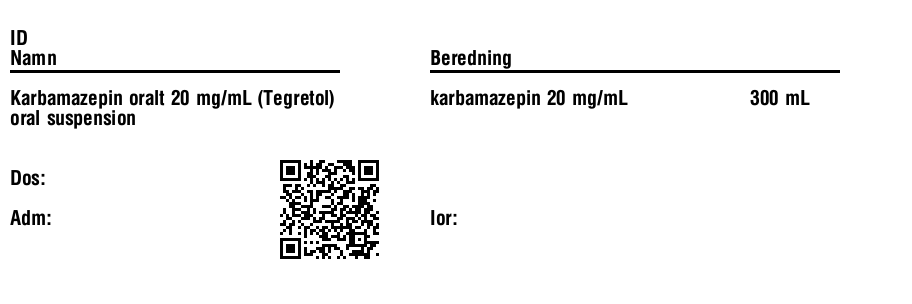 ID
Namn
Beredning
Karbamazepin oralt 20 mg/mL (Tegretol)
oral suspension
karbamazepin 20 mg/mL 300 mL
Dos:
Adm:
Ior: